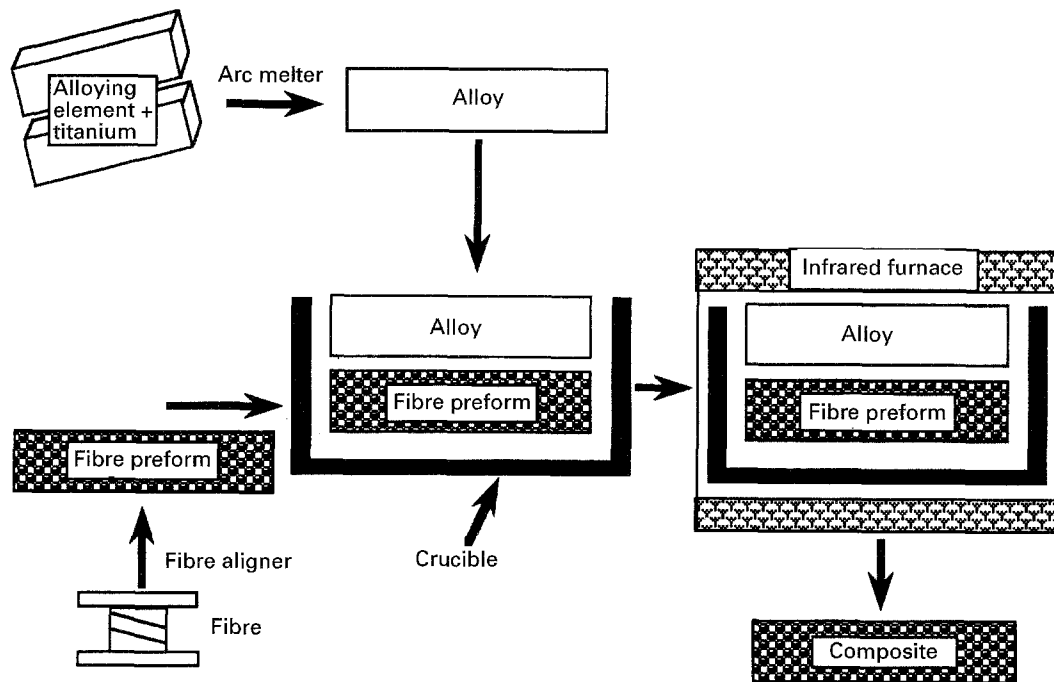 Alloying
element +
titanium
Arc melter
Alloy
Infrared furnace
Alloy
Fibre preform
Alloy
Fibre preform
Fibre preform
Fibre aligner
Crucible
Fibre
Composite